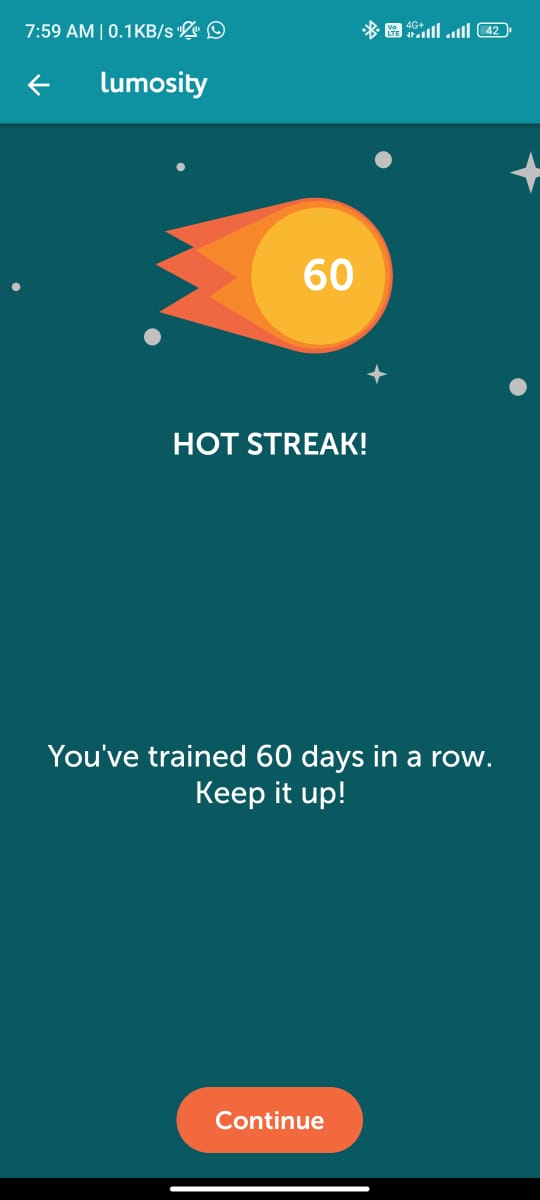 7:59 AM | 0.1KB/s
Vo LTE 4G+ 42
lumosity
60
HOT STREAK!
You've trained 60 days in a row.
Keep it up!
Continue